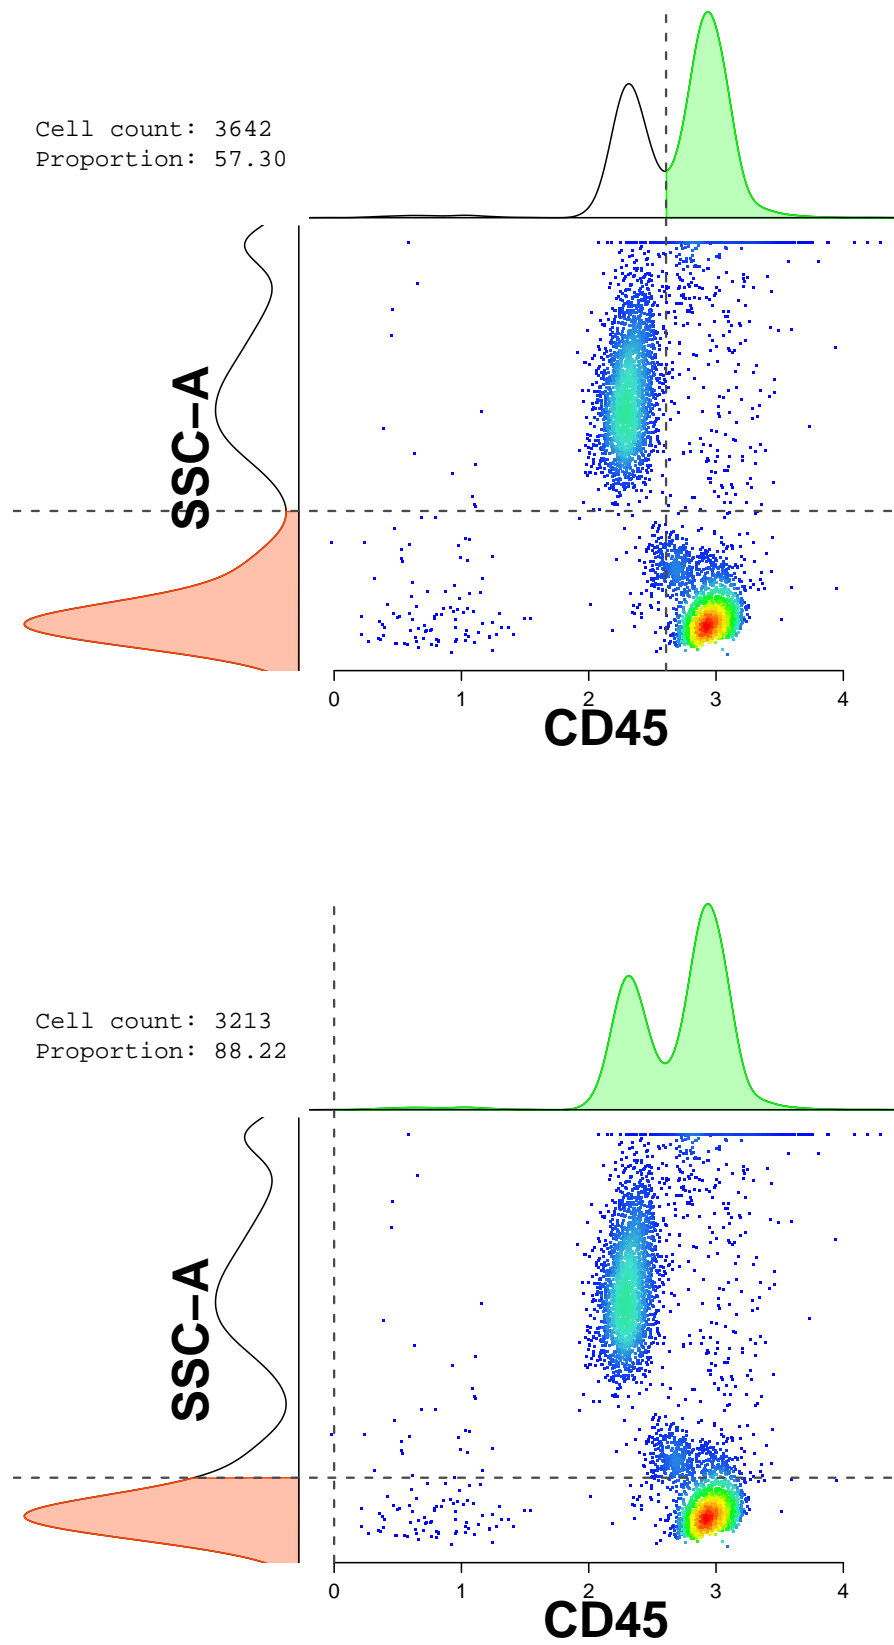 Cell count: 3642
Proportion: 57.30
SSC-A
0 1 2 3 4
CD45
Cell count: 3213
Proportion: 88.22
SSC-A
0 1 2 3 4
CD45